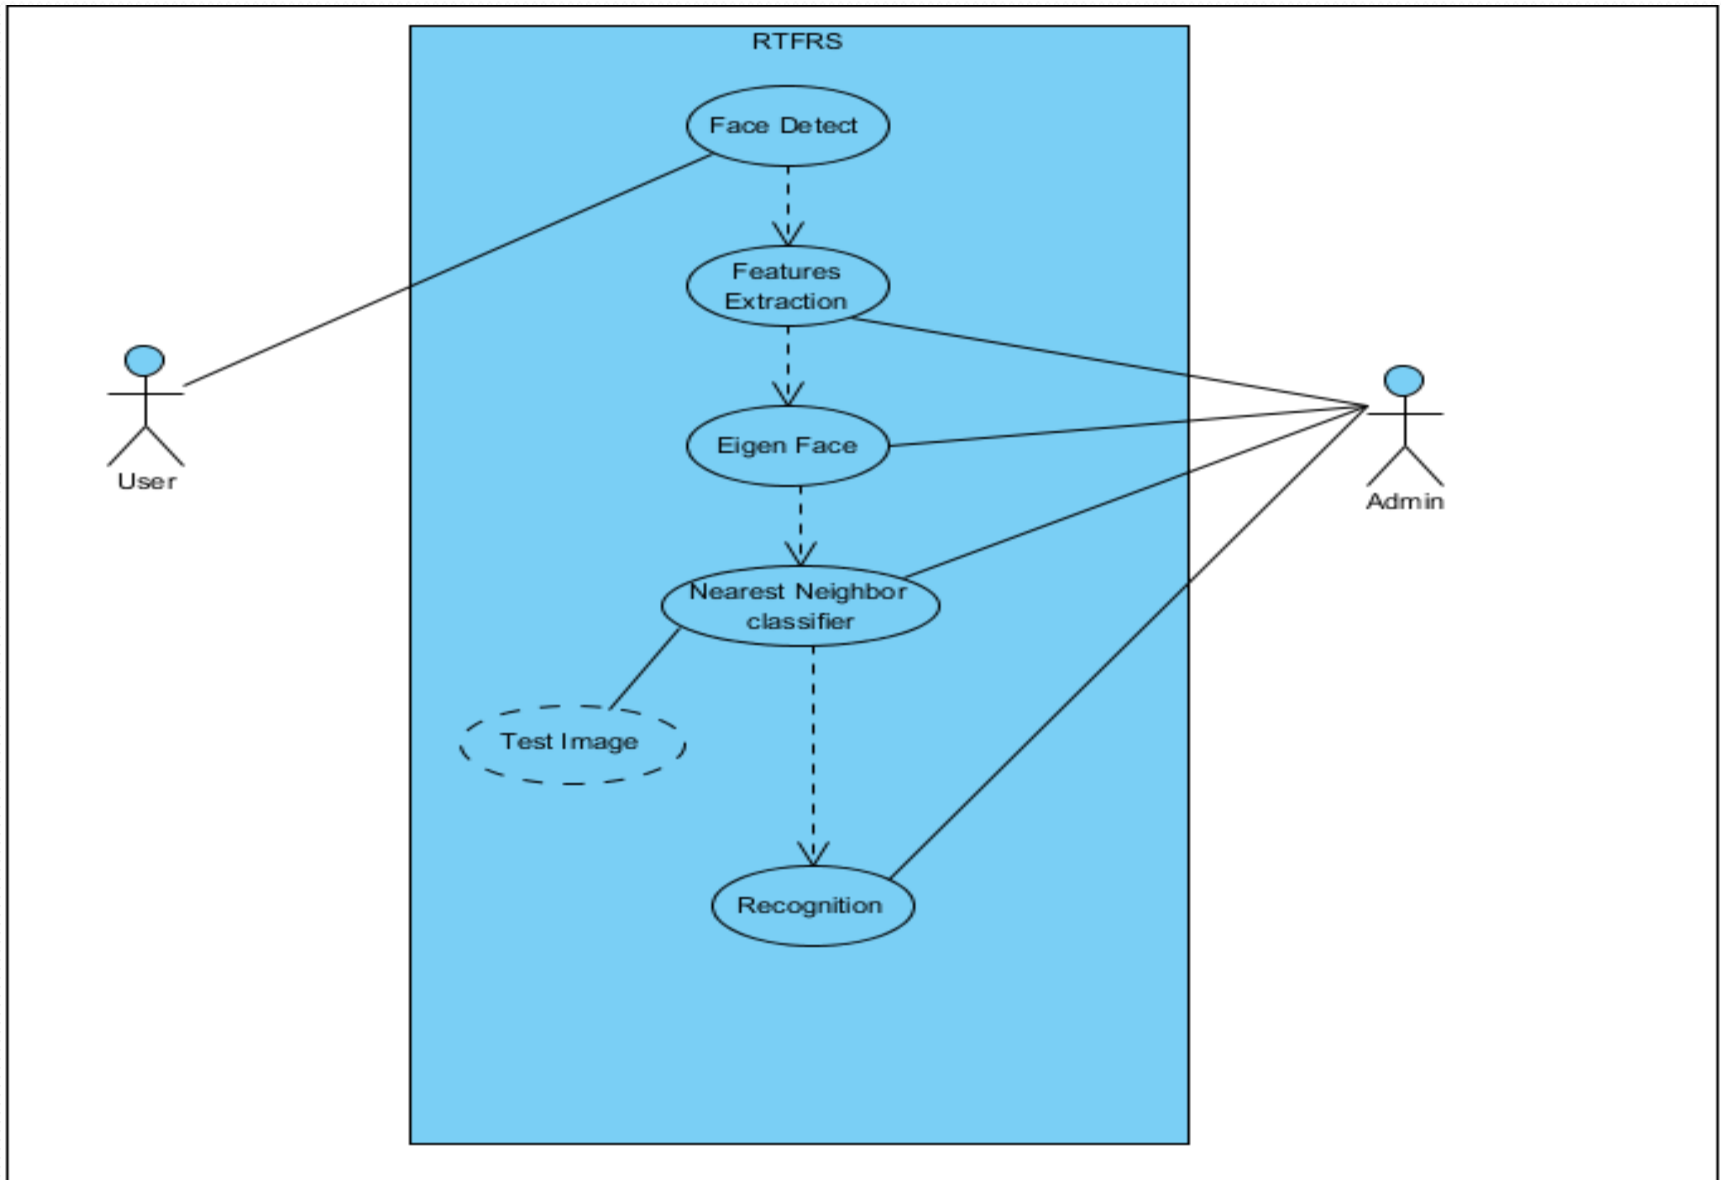 RTFRS
Face Detect
Features
Extraction
Eigen Face
User
Admin
Nearest Neighbor
classifier
Test Image
Recognition